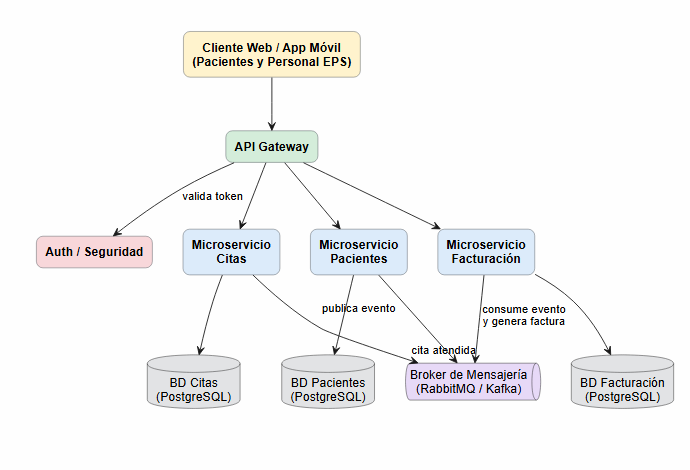 Cliente Web / App Móvil
(Pacientes y Personal EPS)
API Gateway
valida token
Auth / Seguridad
Microservicio
Citas
Microservicio
Pacientes
Microservicio
Facturación
publica evento
consume evento
y genera factura
cita atendida
BD Citas
(PostgreSQL)
BD Pacientes
(PostgreSQL)
Broker de Mensajería
(RabbitMQ / Kafka)
BD Facturación
(PostgreSQL)